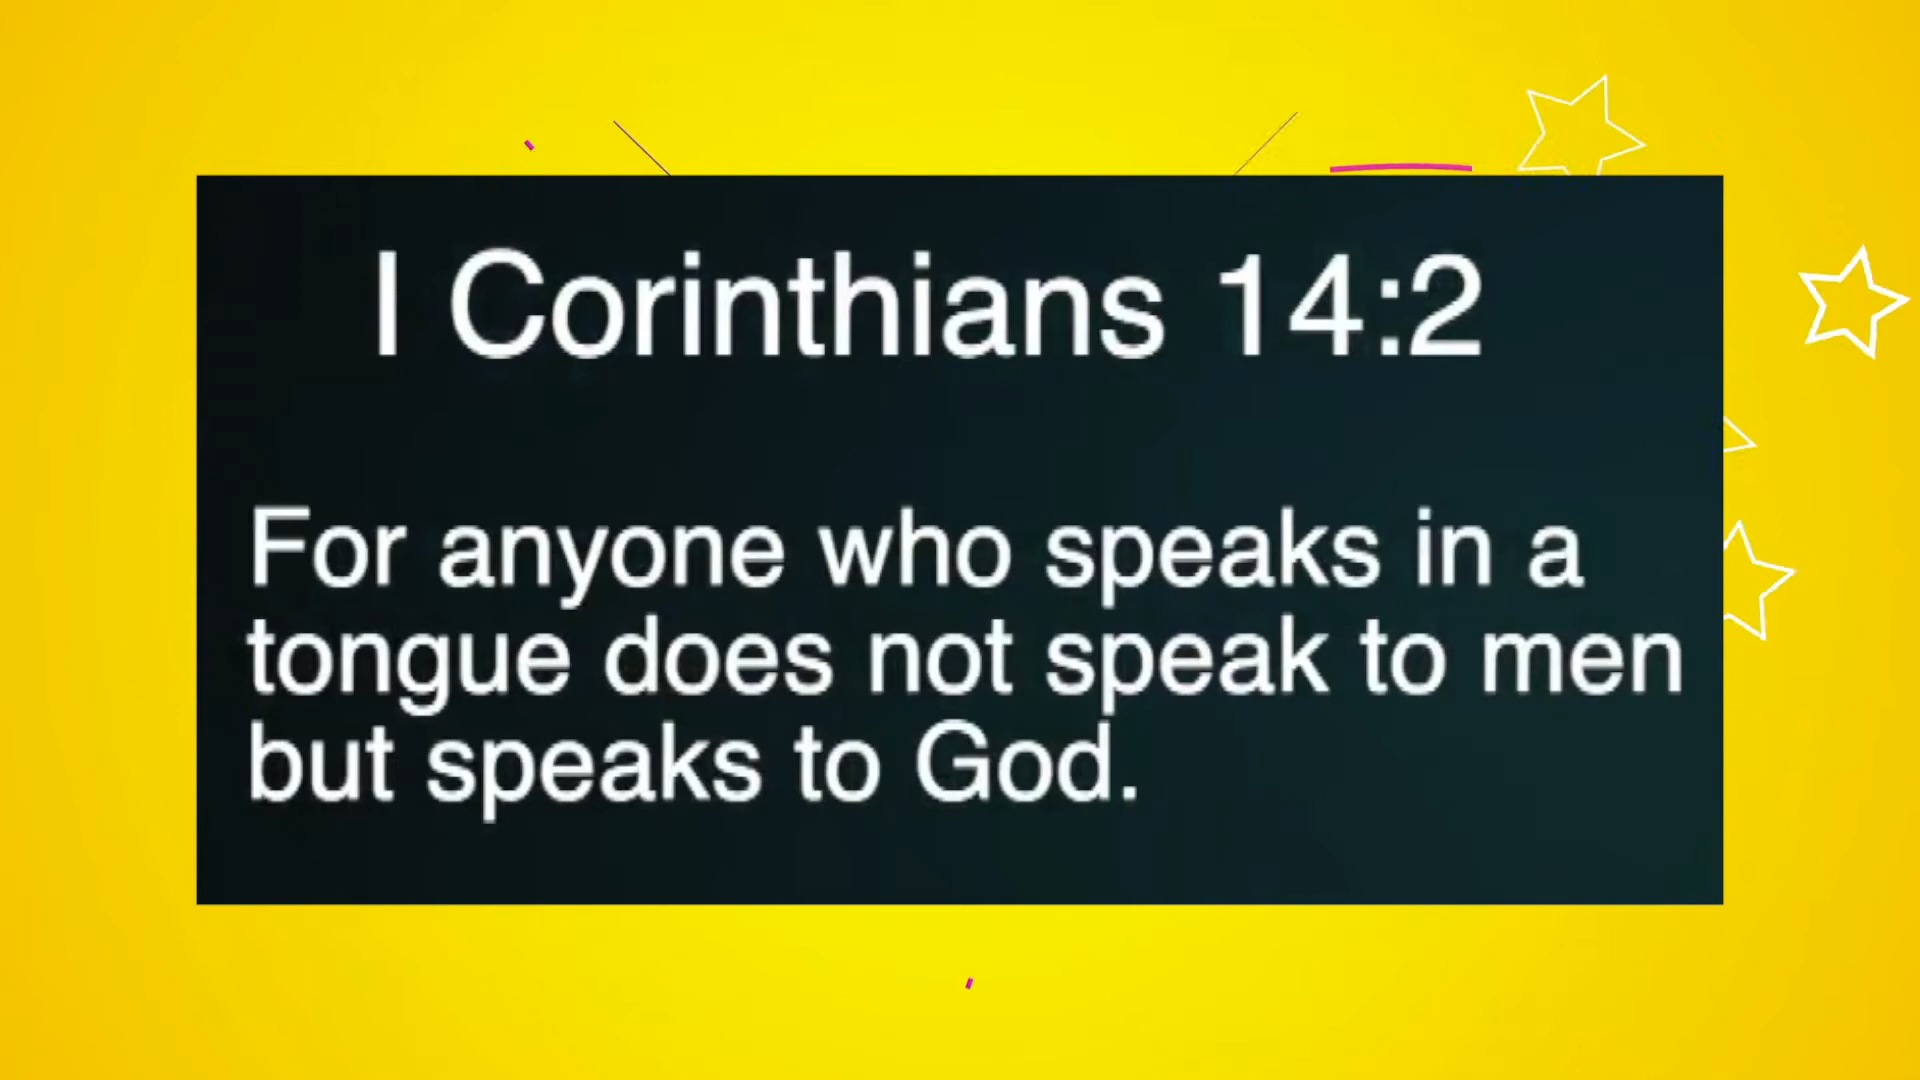 I Corinthians 14:2
For anyone who speaks in a
tongue does not speak to men
but speaks to God.